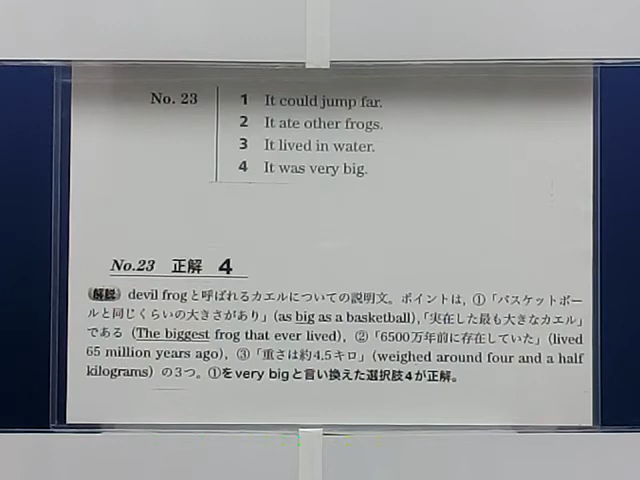 No. 23
1 It could jump far.
2 It ate other frogs.
3 It lived in water.
4 It was very big.
No.23 正解 4
解説 devil frogと呼ばれるカエルについての説明文。ポイントは，①「バスケットボー
ルと同じくらいの大きさがあり」(as big as a basketball),「実在した最も大きなカエル」
である (The biggest frog that ever lived)，②「6500万年前に存在していた」(lived
65 million years ago)，③「重さは約4.5キロ」(weighed around four and a half
kilograms) の3つ。①をvery bigと言い換えた選択肢4が正解。